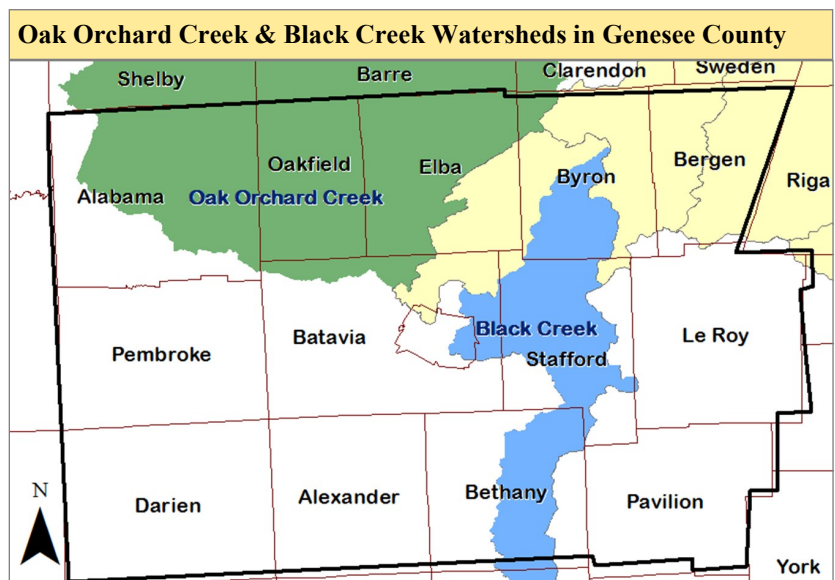 Oak Orchard Creek & Black Creek Watersheds in Genesee County
Shelby
Barre
Clarendon
Sweden
Alabama
Oakfield
Elba
Byron
Bergen
Riga
Oak Orchard Creek
Pembroke
Batavia
Black Creek
Stafford
Le Roy
Darien
Alexander
Bethany
Pavilion
York
N